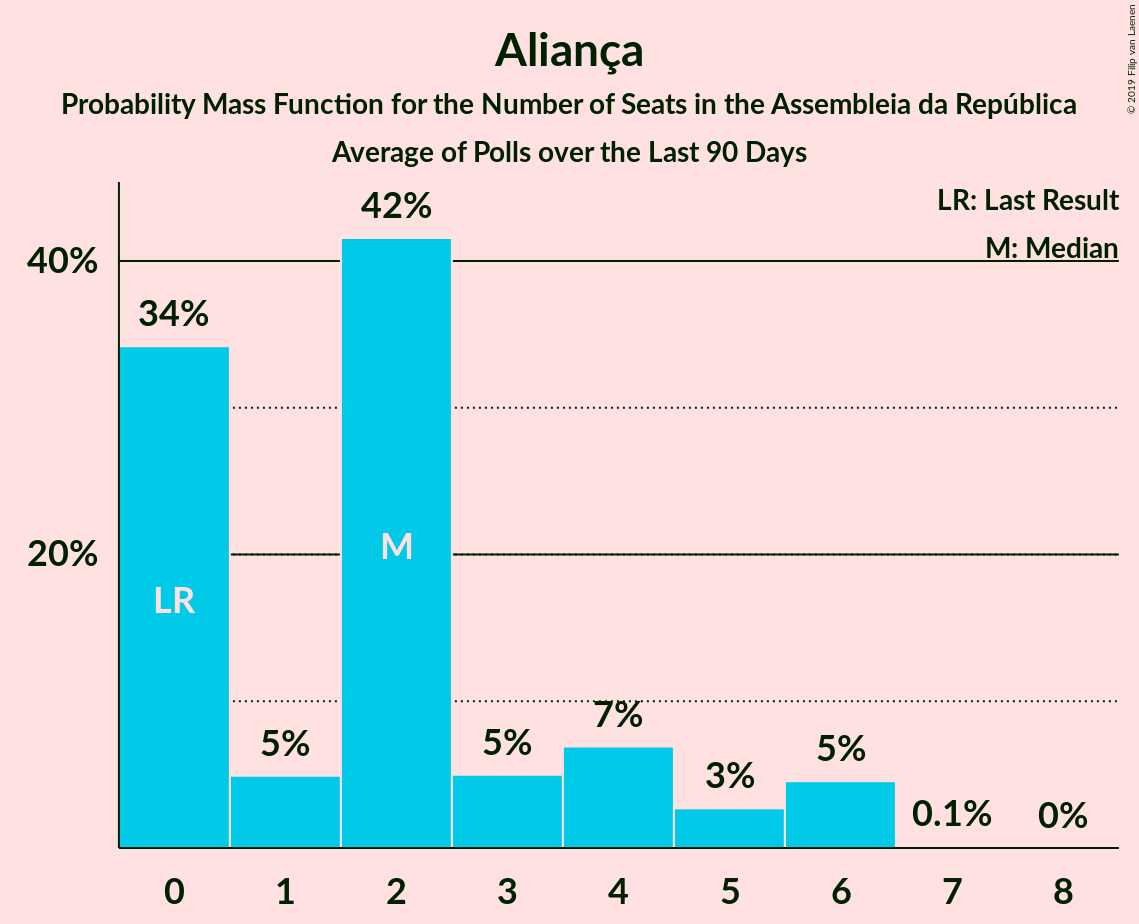 Aliança
Probability Mass Function for the Number of Seats in the Assembleia da República
Average of Polls over the Last 90 Days
© 2019 Filip van Laenen
LR: Last Result
M: Median
40%
20%
34%
5%
42%
5%
7%
3%
5%
0.1%
0%
LR
M
0 1 2 3 4 5 6 7 8